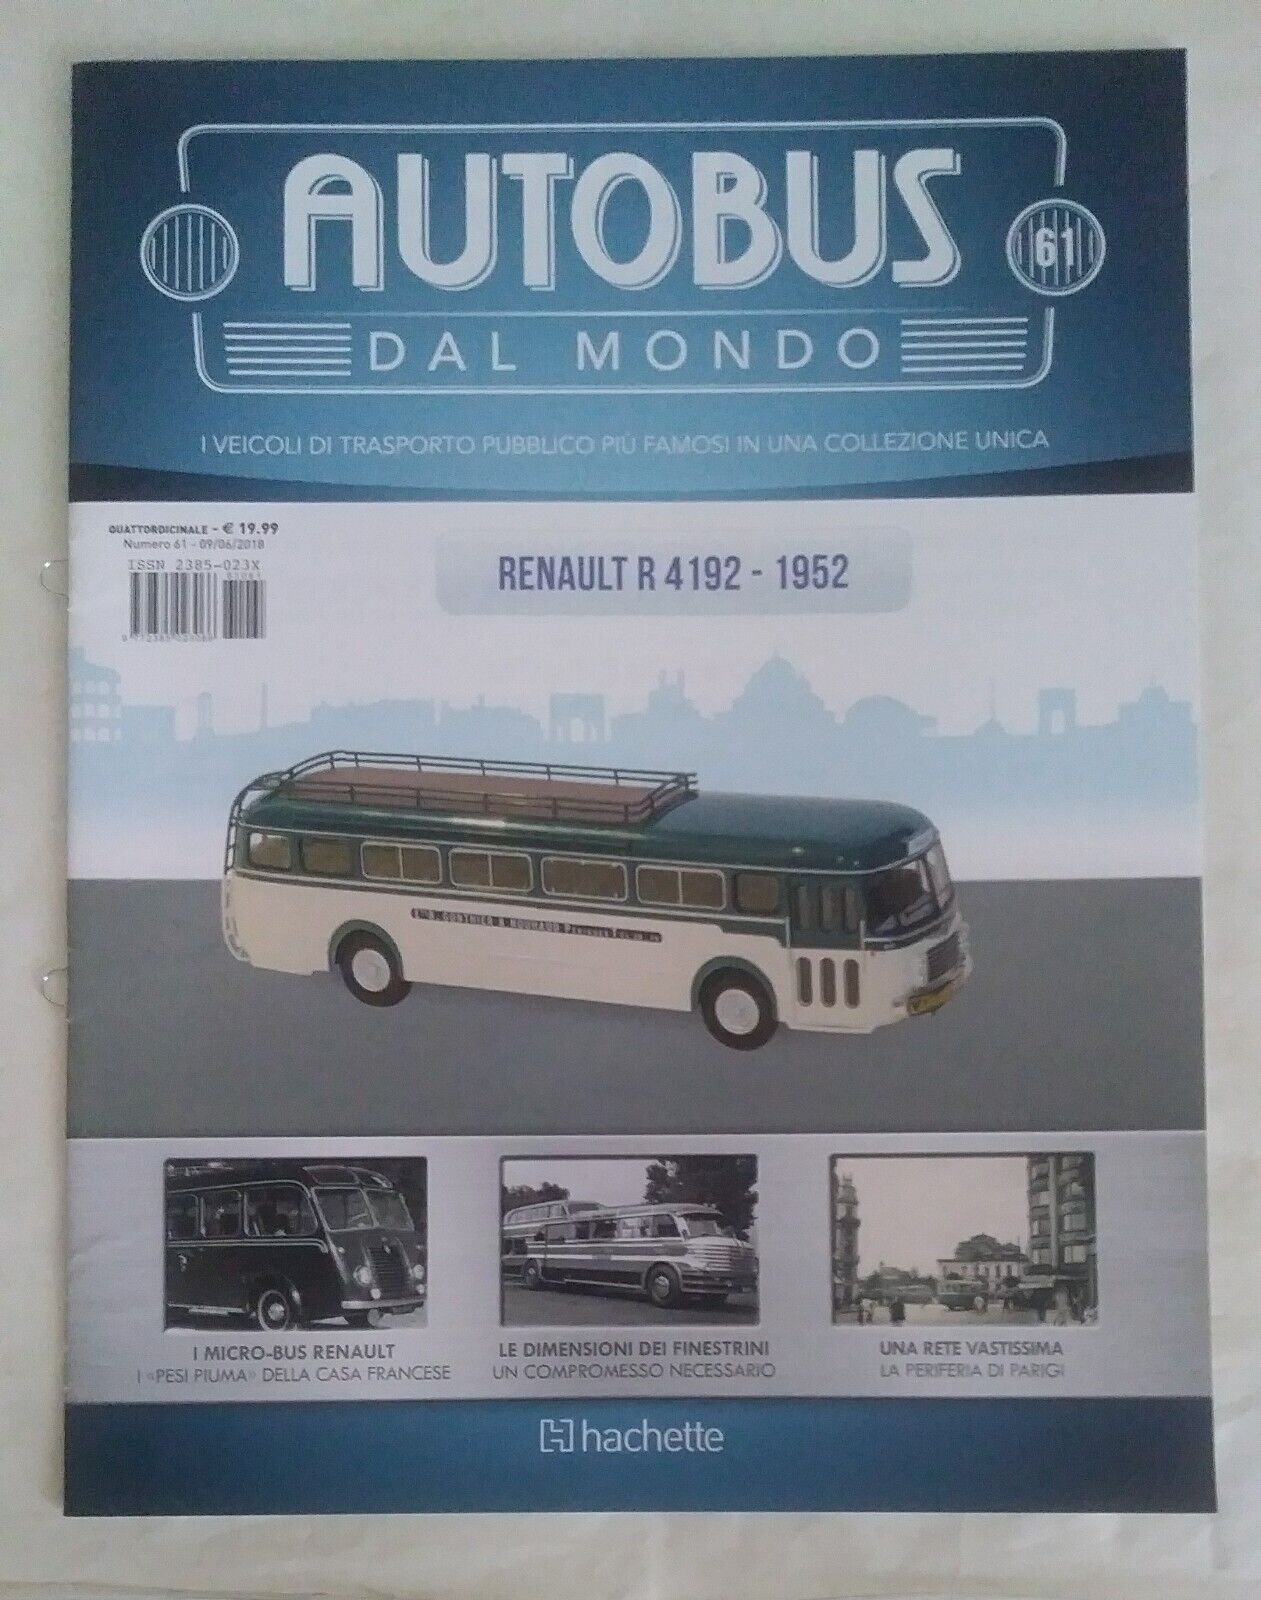 AUTOBUS
61
DAL MONDO
I VEICOLI DI TRASPORTO PUBBLICO PIÙ FAMOSI IN UNA COLLEZIONE UNICA
QUATTORDICINALE - € 19.99
Numero 61 - 09/06/2018
ISSN 2385-023X
RENAULT R 4192 - 1952
GONTHIER & NOUHAUD
I MICRO-BUS RENAULT
I «PESI PIUMA» DELLA CASA FRANCESE
LE DIMENSIONI DEI FINESTRINI
UN COMPROMESSO NECESSARIO
UNA RETE VASTISSIMA
LA PERIFERIA DI PARIGI
hachette